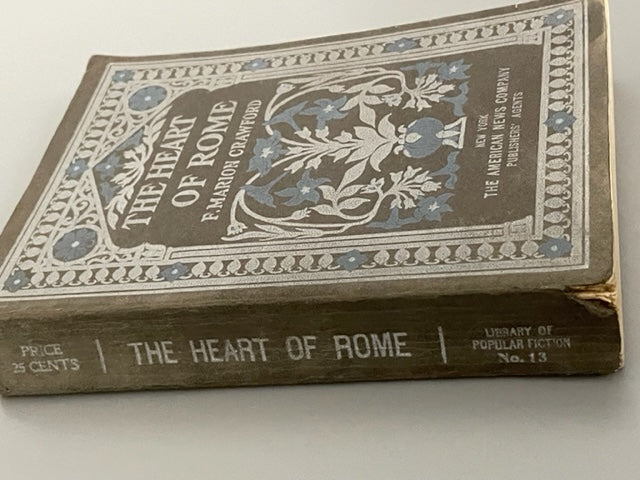 THE HEART
OF ROME
F. MARION CRAWFORD
NEW YORK
THE AMERICAN NEWS COMPANY
PUBLISHERS' AGENTS
PRICE
25 CENTS
THE HEART OF ROME
LIBRARY OF
POPULAR FICTION
No. 13